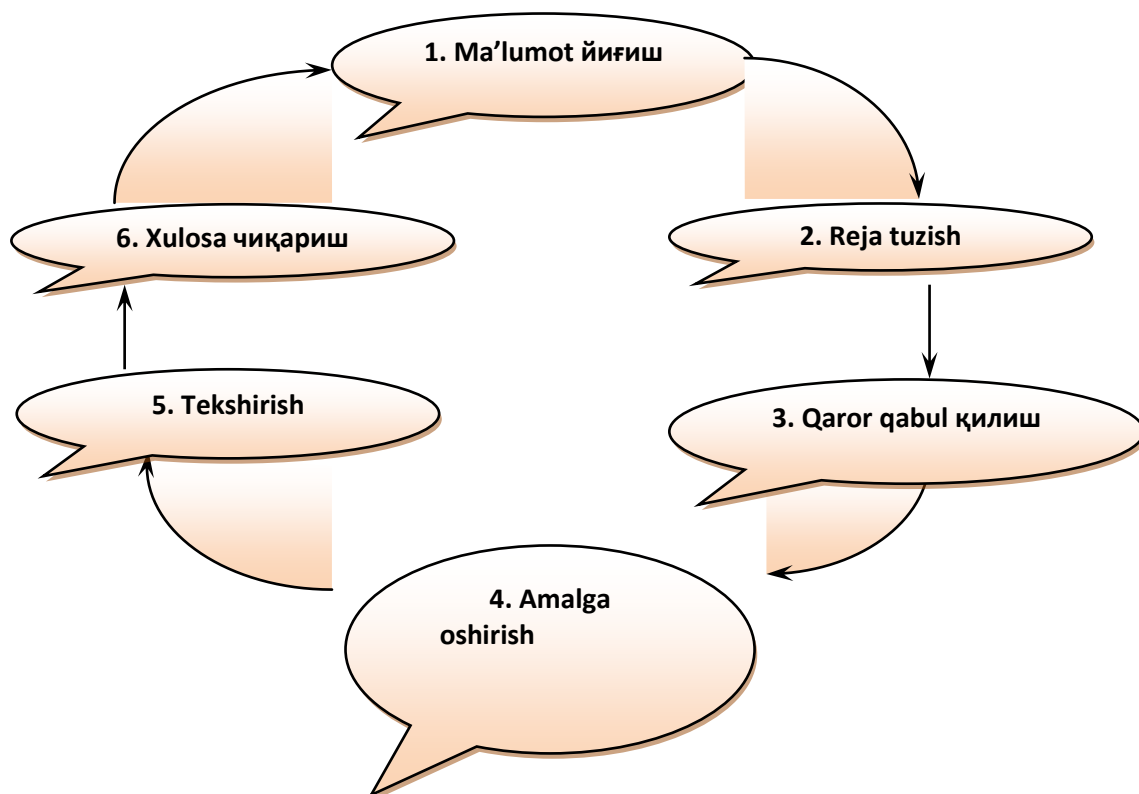 1. Ma’lumot йиғиш
2. Reja tuzish
3. Qaror qabul қилиш
4. Amalga
oshirish
5. Tekshirish
6. Xulosa чиқариш